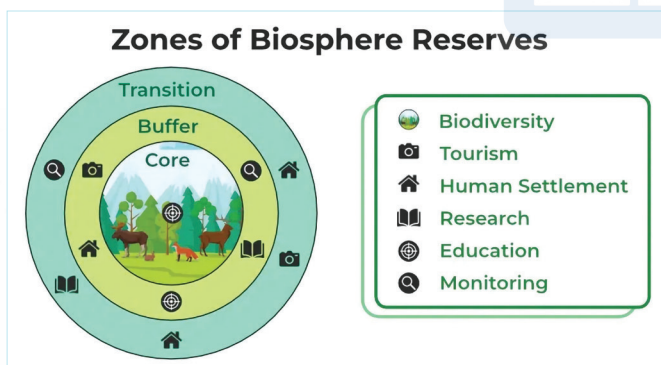 Zones of Biosphere Reserves
Transition
Buffer
Core
Biodiversity
Tourism
Human Settlement
Research
Education
Monitoring